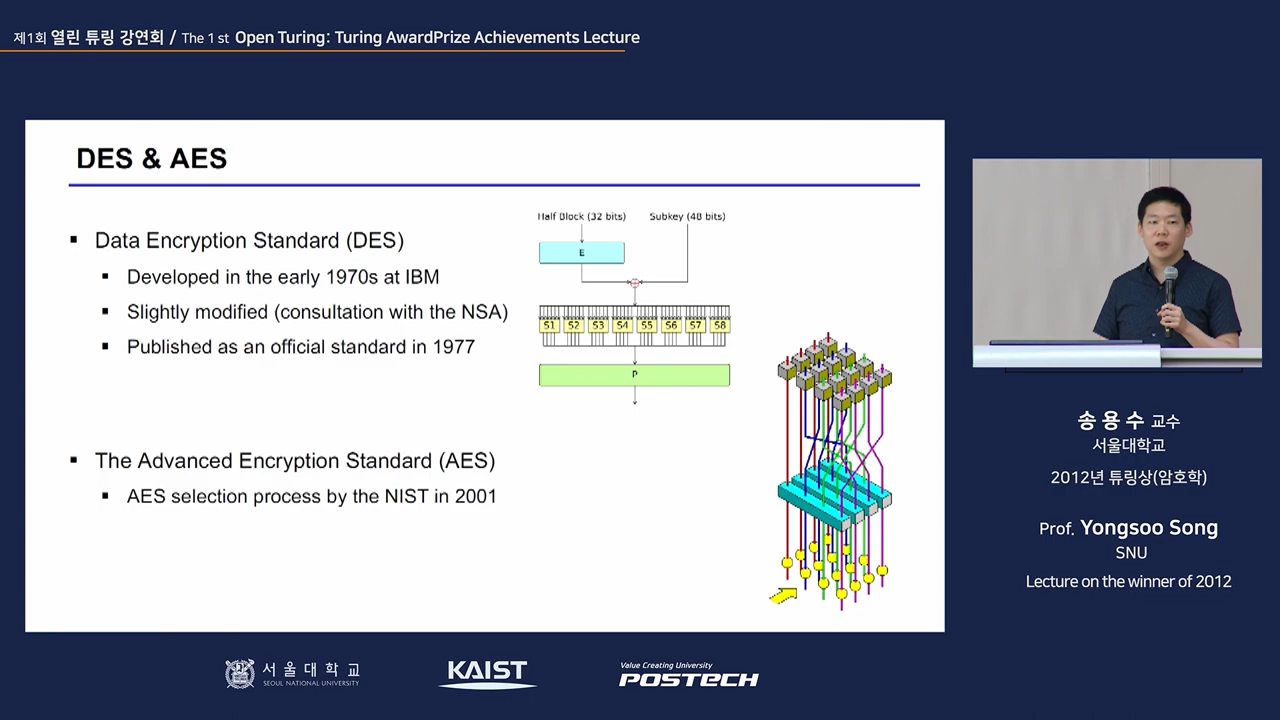 제1회 열린 튜링 강연회 / The 1 st Open Turing: Turing AwardPrize Achievements Lecture
DES & AES
Data Encryption Standard (DES)
Developed in the early 1970s at IBM
Slightly modified (consultation with the NSA)
Published as an official standard in 1977
The Advanced Encryption Standard (AES)
AES selection process by the NIST in 2001
Half Block (32 bits) Subkey (48 bits)
E
S1 S2 S3 S4 S5 S6 S7 S8
P
송용수 교수
서울대학교
2012년 튜링상(암호학)
Prof. Yongsoo Song
SNU
Lecture on the winner of 2012
서울대학교
SEOUL NATIONAL UNIVERSITY
KAIST
Value Creating University
POSTECH